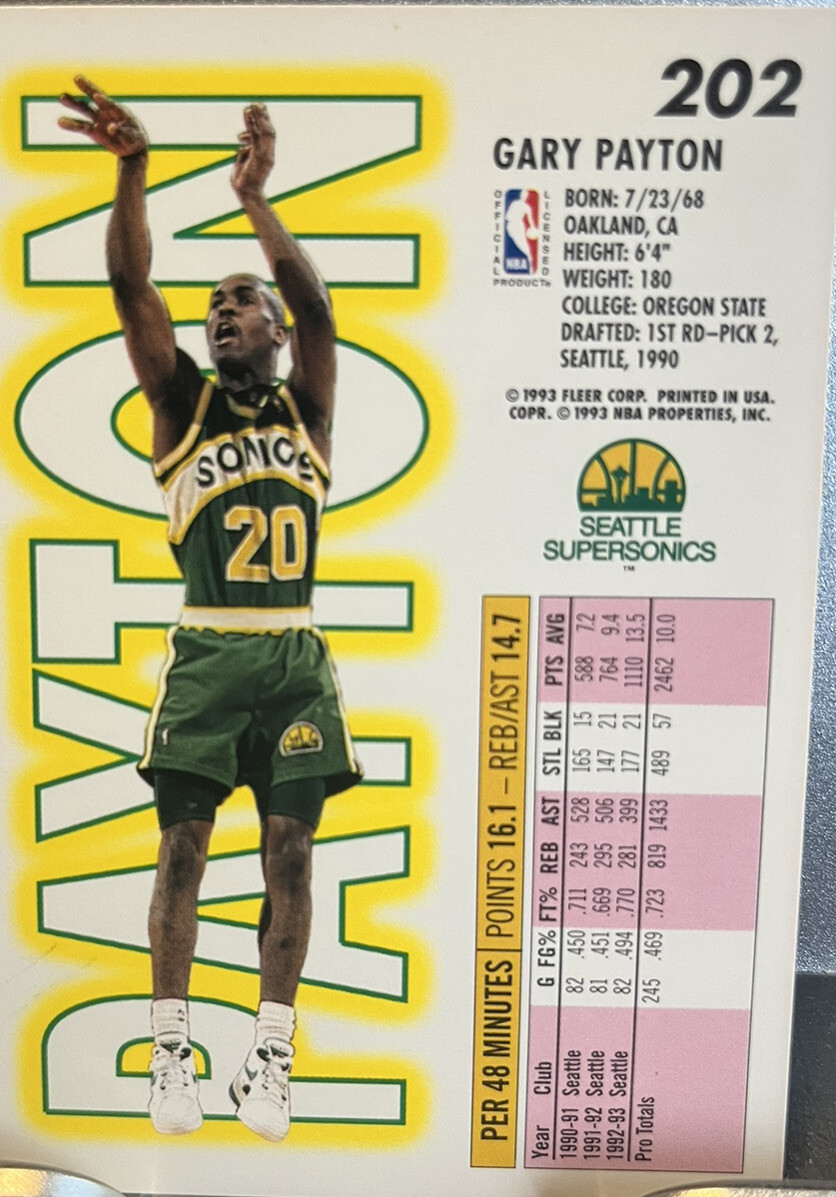 202
GARY PAYTON
OFFICIAL LICENSED
NBA
PRODUCT®
BORN: 7/23/68
OAKLAND, CA
HEIGHT: 6'4"
WEIGHT: 180
COLLEGE: OREGON STATE
DRAFTED: 1ST RD–PICK 2,
SEATTLE, 1990
© 1993 FLEER CORP. PRINTED IN USA.
COPR. © 1993 NBA PROPERTIES, INC.
SEATTLE
SUPERSONICS
™
PAYTON
SONICS
20
PER 48 MINUTES | POINTS 16.1 – REB/AST 14.7
Year Club G FG% FT% REB AST STL BLK PTS AVG
1990-91 Seattle 82 .450 .711 243 528 165 15 588 7.2
1991-92 Seattle 81 .451 .669 295 506 147 21 764 9.4
1992-93 Seattle 82 .494 .770 281 399 177 21 1110 13.5
Pro Totals 245 .469 .723 819 1433 489 57 2462 10.0